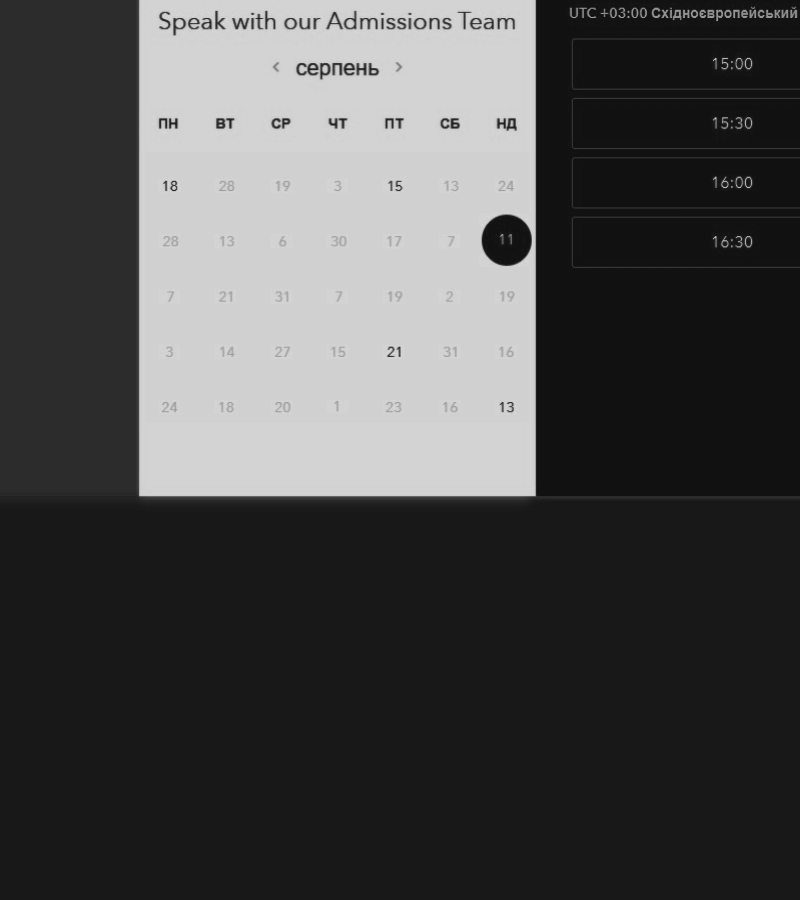 Speak with our Admissions Team
UTC +03:00 Східноєвропейський
< серпень >
ПН ВТ СР ЧТ ПТ СБ НД
18 28 19 3 15 13 24
28 13 6 30 17 7 11
7 21 31 7 19 2 19
3 14 27 15 21 31 16
24 18 20 1 23 16 13
15:00
15:30
16:00
16:30